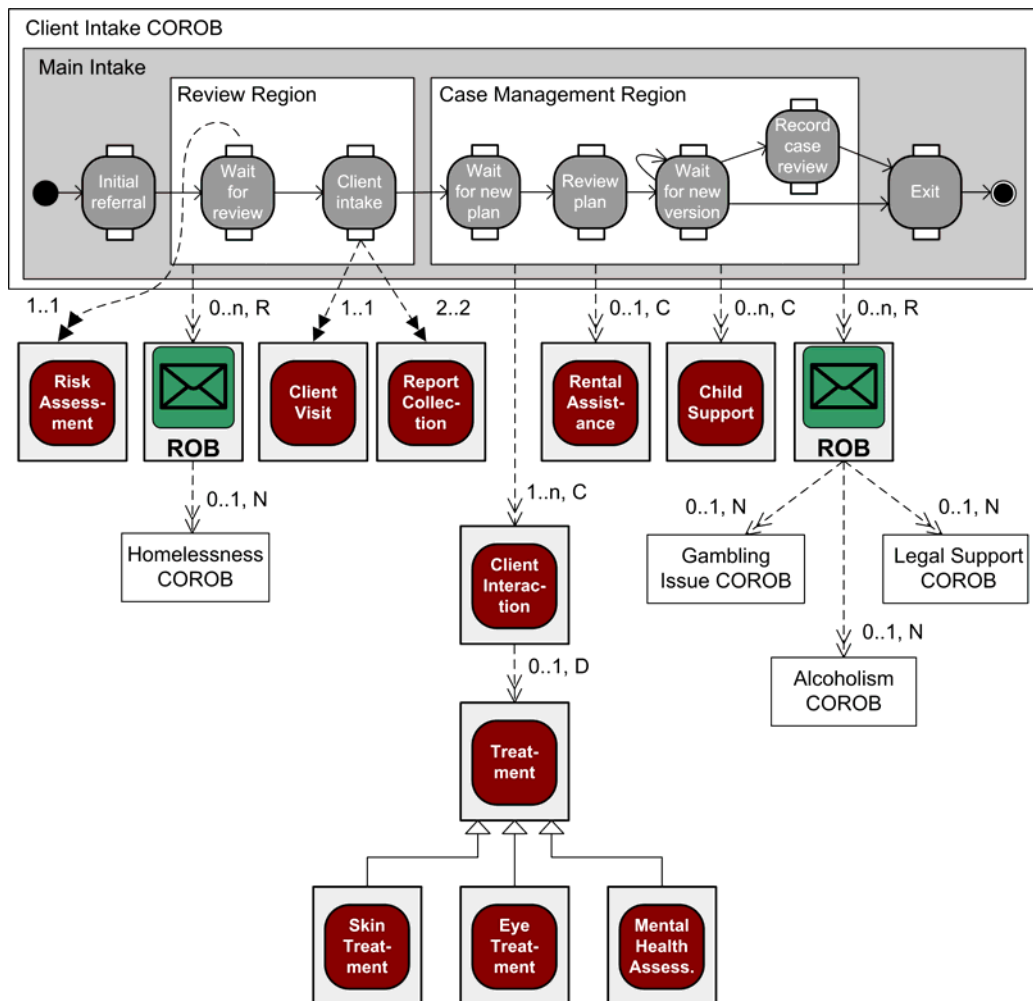 Client Intake COROB
Main Intake
Review Region
Case Management Region
Initial
referral
Wait
for
review
Client
intake
Wait
for new
plan
Review
plan
Wait
for new
version
Record
case
review
Exit
1..1
0..n, R
1..1
2..2
0..1, C
0..n, C
0..n, R
Risk
Assess-
ment
ROB
Client
Visit
Report
Collec-
tion
Rental
Assist-
ance
Child
Support
ROB
0..1, N
1..n, C
0..1, N
0..1, N
Homelessness
COROB
Client
Interac-
tion
Gambling
Issue COROB
Legal Support
COROB
0..1, N
0..1, D
Alcoholism
COROB
Treat-
ment
Skin
Treat-
ment
Eye
Treat-
ment
Mental
Health
Assess.